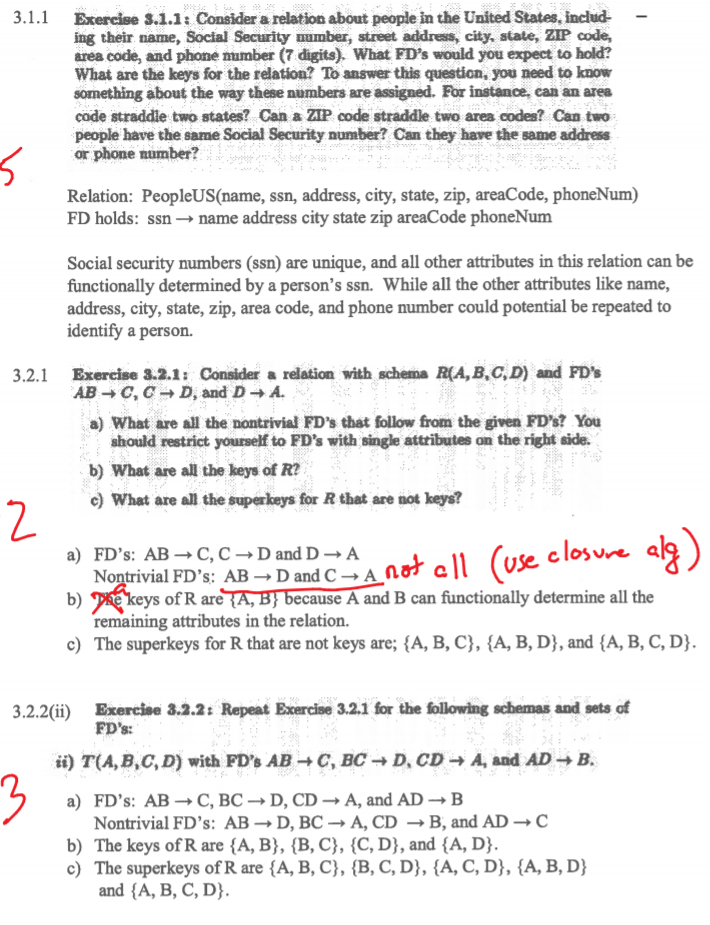 3.1.1 Exercise 3.1.1: Consider a relation about people in the United States, includ-
ing their name, Social Security number, street address, city, state, ZIP code,
area code, and phone number (7 digits). What FD's would you expect to hold?
What are the keys for the relation? To answer this question, you need to know
something about the way these numbers are assigned. For instance, can an area
code straddle two states? Can a ZIP code straddle two area codes? Can two
people have the same Social Security number? Can they have the same address
or phone number?
5
Relation: PeopleUS(name, ssn, address, city, state, zip, areaCode, phoneNum)
FD holds: ssn → name address city state zip areaCode phoneNum
Social security numbers (ssn) are unique, and all other attributes in this relation can be
functionally determined by a person's ssn. While all the other attributes like name,
address, city, state, zip, area code, and phone number could potential be repeated to
identify a person.
3.2.1 Exercise 3.2.1: Consider a relation with schema R(A,B,C,D) and FD's
AB → C, C → D, and D → A.
a) What are all the nontrivial FD's that follow from the given FD's? You
should restrict yourself to FD's with single attributes on the right side.
b) What are all the keys of R?
c) What are all the superkeys for R that are not keys?
2
a) FD's: AB → C, C → D and D → A
Nontrivial FD's: AB → D and C → A not all (use closure alg)
a
b) The keys of R are {A, B} because A and B can functionally determine all the
remaining attributes in the relation.
c) The superkeys for R that are not keys are; {A, B, C}, {A, B, D}, and {A, B, C, D}.
3.2.2(ii) Exercise 3.2.2: Repeat Exercise 3.2.1 for the following schemas and sets of
FD's:
ii) T(A,B,C,D) with FD's AB → C, BC → D, CD → A, and AD → B.
3
a) FD's: AB → C, BC → D, CD → A, and AD → B
Nontrivial FD's: AB → D, BC → A, CD → B, and AD → C
b) The keys of R are {A, B}, {B, C}, {C, D}, and {A, D}.
c) The superkeys of R are {A, B, C}, {B, C, D}, {A, C, D}, {A, B, D}
and {A, B, C, D}.